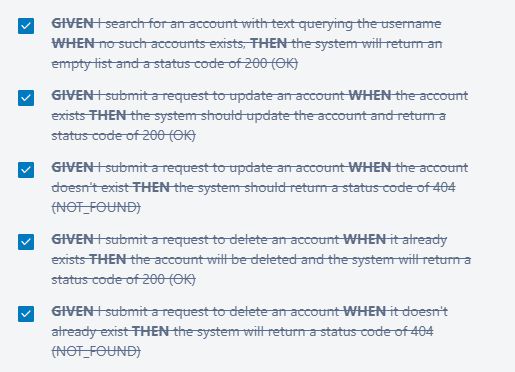 GIVEN I search for an account with text querying the username
WHEN no such accounts exists, THEN the system will return an
empty list and a status code of 200 (OK)
GIVEN I submit a request to update an account WHEN the account
exists THEN the system should update the account and return a
status code of 200 (OK)
GIVEN I submit a request to update an account WHEN the account
doesn't exist THEN the system should return a status code of 404
(NOT_FOUND)
GIVEN I submit a request to delete an account WHEN it already
exists THEN the account will be deleted and the system will return a
status code of 200 (OK)
GIVEN I submit a request to delete an account WHEN it doesn't
already exist THEN the system will return a status code of 404
(NOT_FOUND)